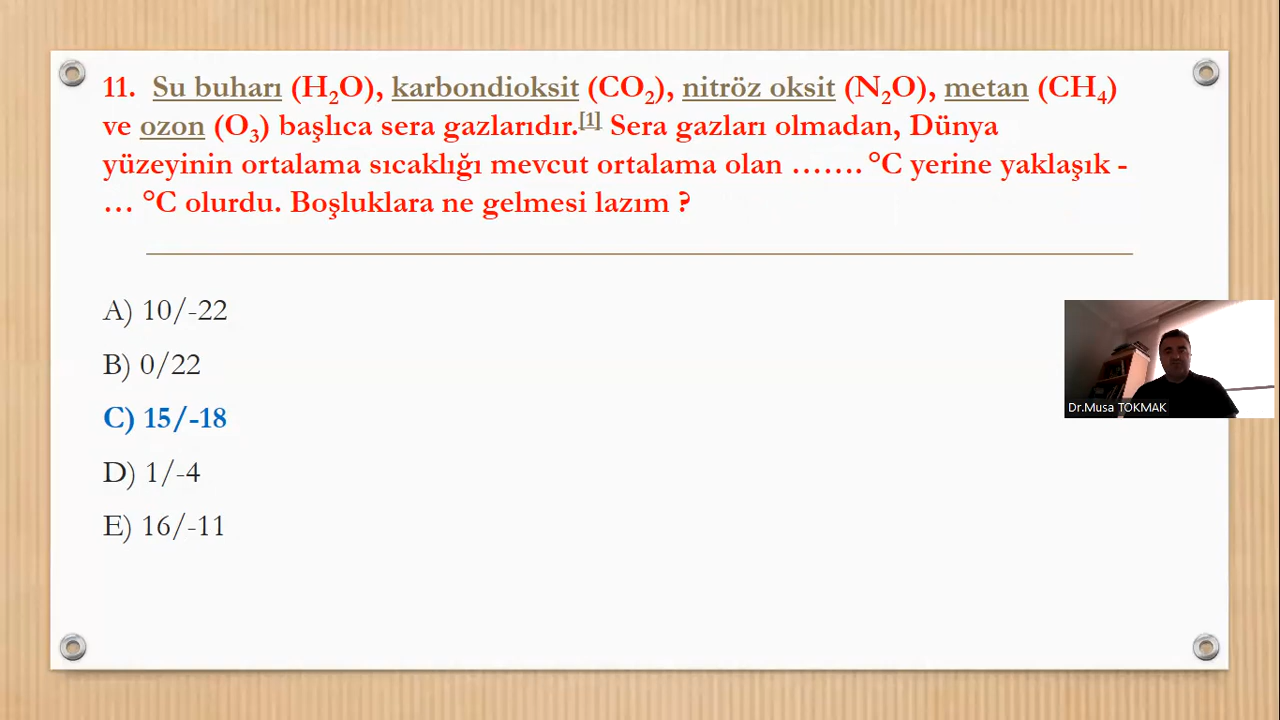 11. Su buharı (H₂O), karbondioksit (CO₂), nitröz oksit (N₂O), metan (CH₄)
ve ozon (O₃) başlıca sera gazlarıdır.[1] Sera gazları olmadan, Dünya
yüzeyinin ortalama sıcaklığı mevcut ortalama olan ……. °C yerine yaklaşık -
… °C olurdu. Boşluklara ne gelmesi lazım ?
A) 10/-22
B) 0/22
C) 15/-18
D) 1/-4
E) 16/-11
Dr.Musa TOKMAK